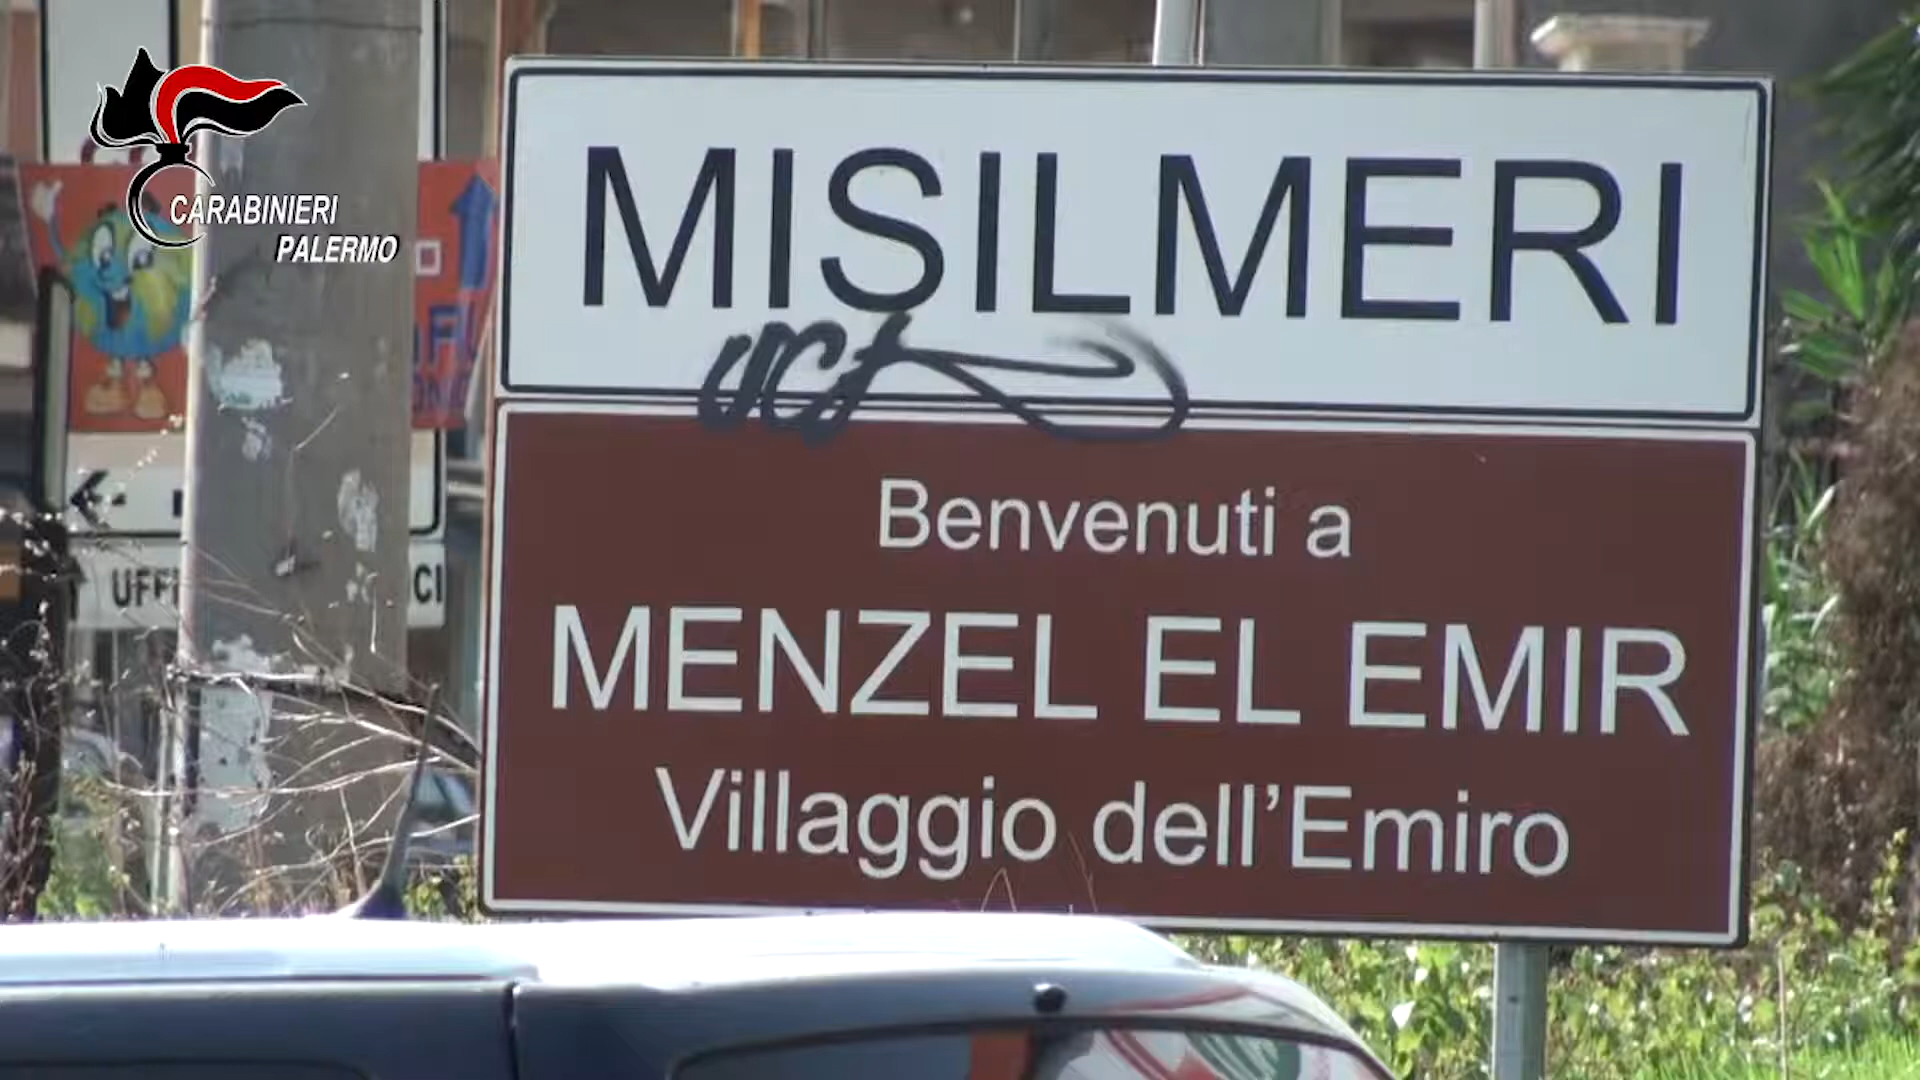 CARABINIERI
PALERMO
MISILMERI
Benvenuti a
MENZEL EL EMIR
Villaggio dell'Emiro